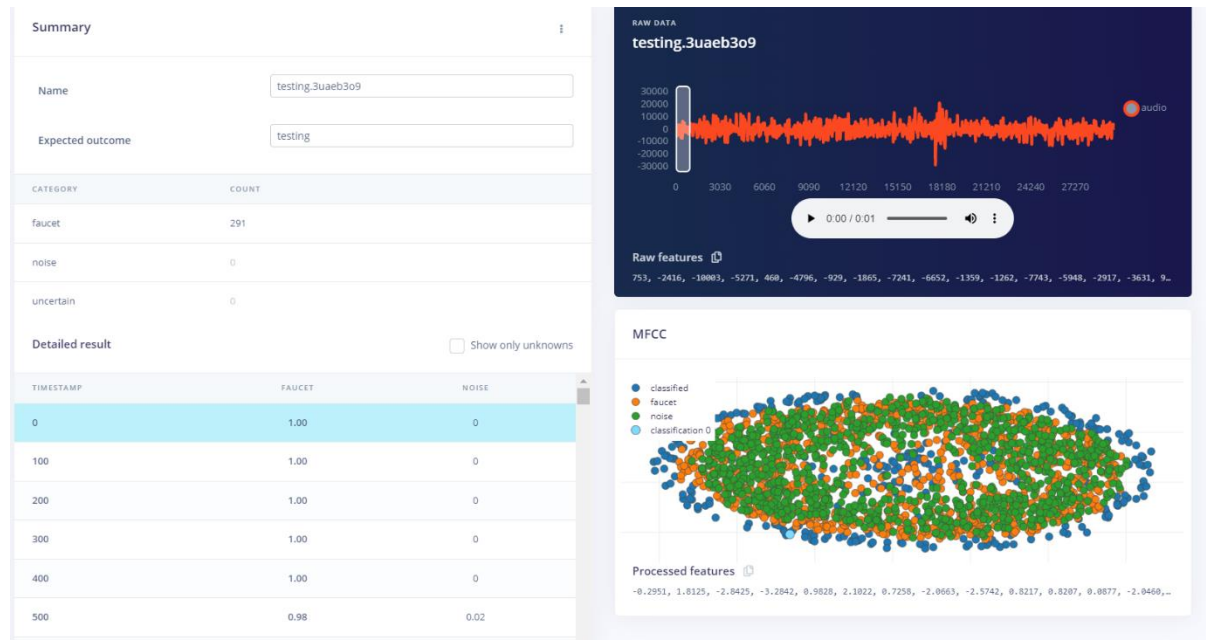 Summary
Name testing.3uaeb3o9
Expected outcome testing
CATEGORY COUNT
faucet 291
noise 0
uncertain 0
Detailed result Show only unknowns
TIMESTAMP FAUCET NOISE
0 1.00 0
100 1.00 0
200 1.00 0
300 1.00 0
400 1.00 0
500 0.98 0.02
RAW DATA
testing.3uaeb3o9
30000
20000
10000
0
-10000
-20000
-30000
audio
0 3030 6060 9090 12120 15150 18180 21210 24240 27270
0:00 / 0:01
Raw features
753, -2416, -10003, -5271, 460, -4796, -929, -1865, -7241, -6652, -1359, -1262, -7743, -5948, -2917, -3631, 9…
MFCC
classified
faucet
noise
classification 0
Processed features
-0.2951, 1.8125, -2.8425, -3.2842, 0.9828, 2.1022, 0.7258, -2.0663, -2.5742, 0.8217, 0.8207, 0.0877, -2.0460,…